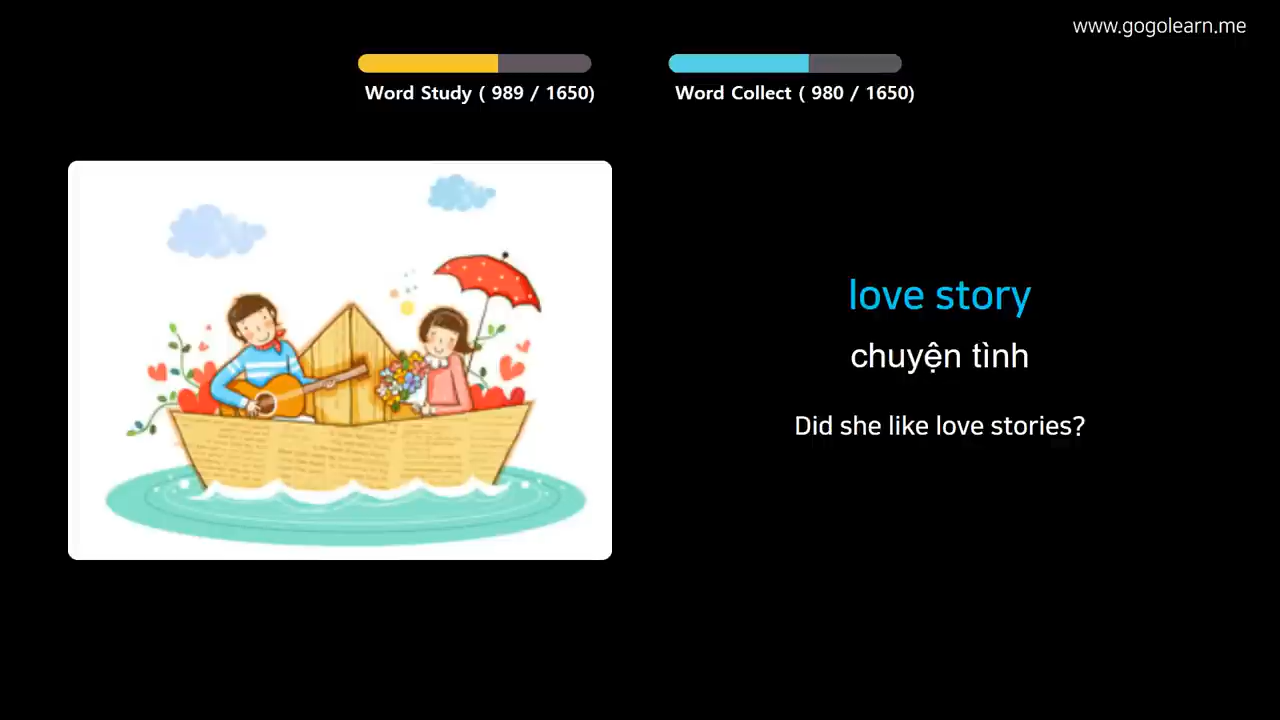 www.gogolearn.me
Word Study ( 989 / 1650)
Word Collect ( 980 / 1650)
love story
chuyện tình
Did she like love stories?